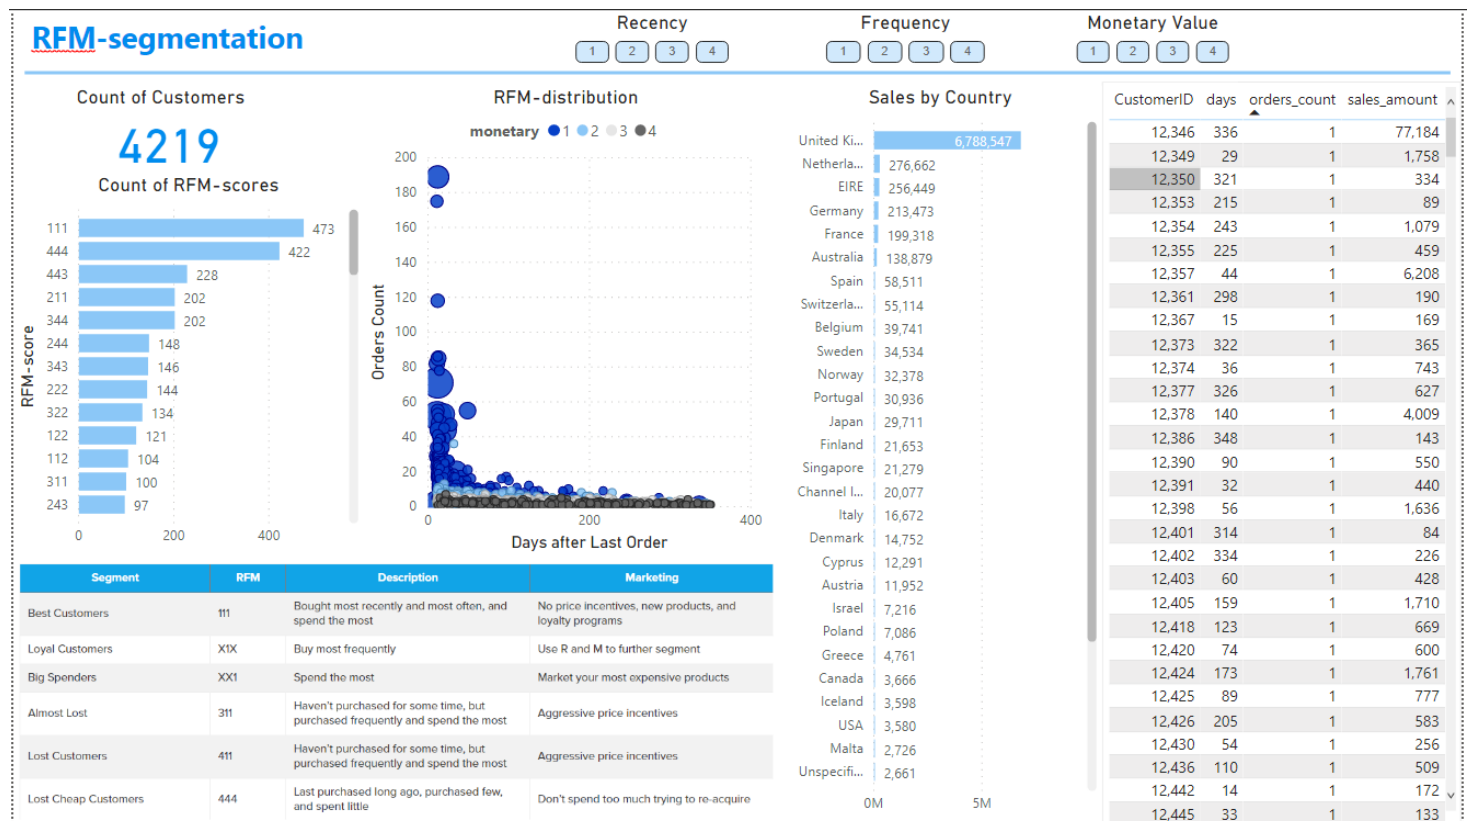 RFM-segmentation
Recency
1 2 3 4
Frequency
1 2 3 4
Monetary Value
1 2 3 4
Count of Customers
4219
Count of RFM-scores
RFM-score
111 473
444 422
443 228
211 202
344 202
244 148
343 146
222 144
322 134
122 121
112 104
311 100
243 97
0 200 400
RFM-distribution
monetary 1 2 3 4
Orders Count
200
180
160
140
120
100
80
60
40
20
0
0 200 400
Days after Last Order
Sales by Country
United Ki... 6,788,547
Netherla... 276,662
EIRE 256,449
Germany 213,473
France 199,318
Australia 138,879
Spain 58,511
Switzerla... 55,114
Belgium 39,741
Sweden 34,534
Norway 32,378
Portugal 30,936
Japan 29,711
Finland 21,653
Singapore 21,279
Channel I... 20,077
Italy 16,672
Denmark 14,752
Cyprus 12,291
Austria 11,952
Israel 7,216
Poland 7,086
Greece 4,761
Canada 3,666
Iceland 3,598
USA 3,580
Malta 2,726
Unspecifi... 2,661
0M 5M
CustomerID days orders_count sales_amount
12,346 336 1 77,184
12,349 29 1 1,758
12,350 321 1 334
12,353 215 1 89
12,354 243 1 1,079
12,355 225 1 459
12,357 44 1 6,208
12,361 298 1 190
12,367 15 1 169
12,373 322 1 365
12,374 36 1 743
12,377 326 1 627
12,378 140 1 4,009
12,386 348 1 143
12,390 90 1 550
12,391 32 1 440
12,398 56 1 1,636
12,401 314 1 84
12,402 334 1 226
12,403 60 1 428
12,405 159 1 1,710
12,418 123 1 669
12,420 74 1 600
12,424 173 1 1,761
12,425 89 1 777
12,426 205 1 583
12,430 54 1 256
12,436 110 1 509
12,442 14 1 172
12,445 33 1 133
Segment RFM Description Marketing
Best Customers 111 Bought most recently and most often, and spend the most No price incentives, new products, and loyalty programs
Loyal Customers X1X Buy most frequently Use R and M to further segment
Big Spenders XX1 Spend the most Market your most expensive products
Almost Lost 311 Haven't purchased for some time, but purchased frequently and spend the most Aggressive price incentives
Lost Customers 411 Haven't purchased for some time, but purchased frequently and spend the most Aggressive price incentives
Lost Cheap Customers 444 Last purchased long ago, purchased few, and spent little Don't spend too much trying to re-acquire